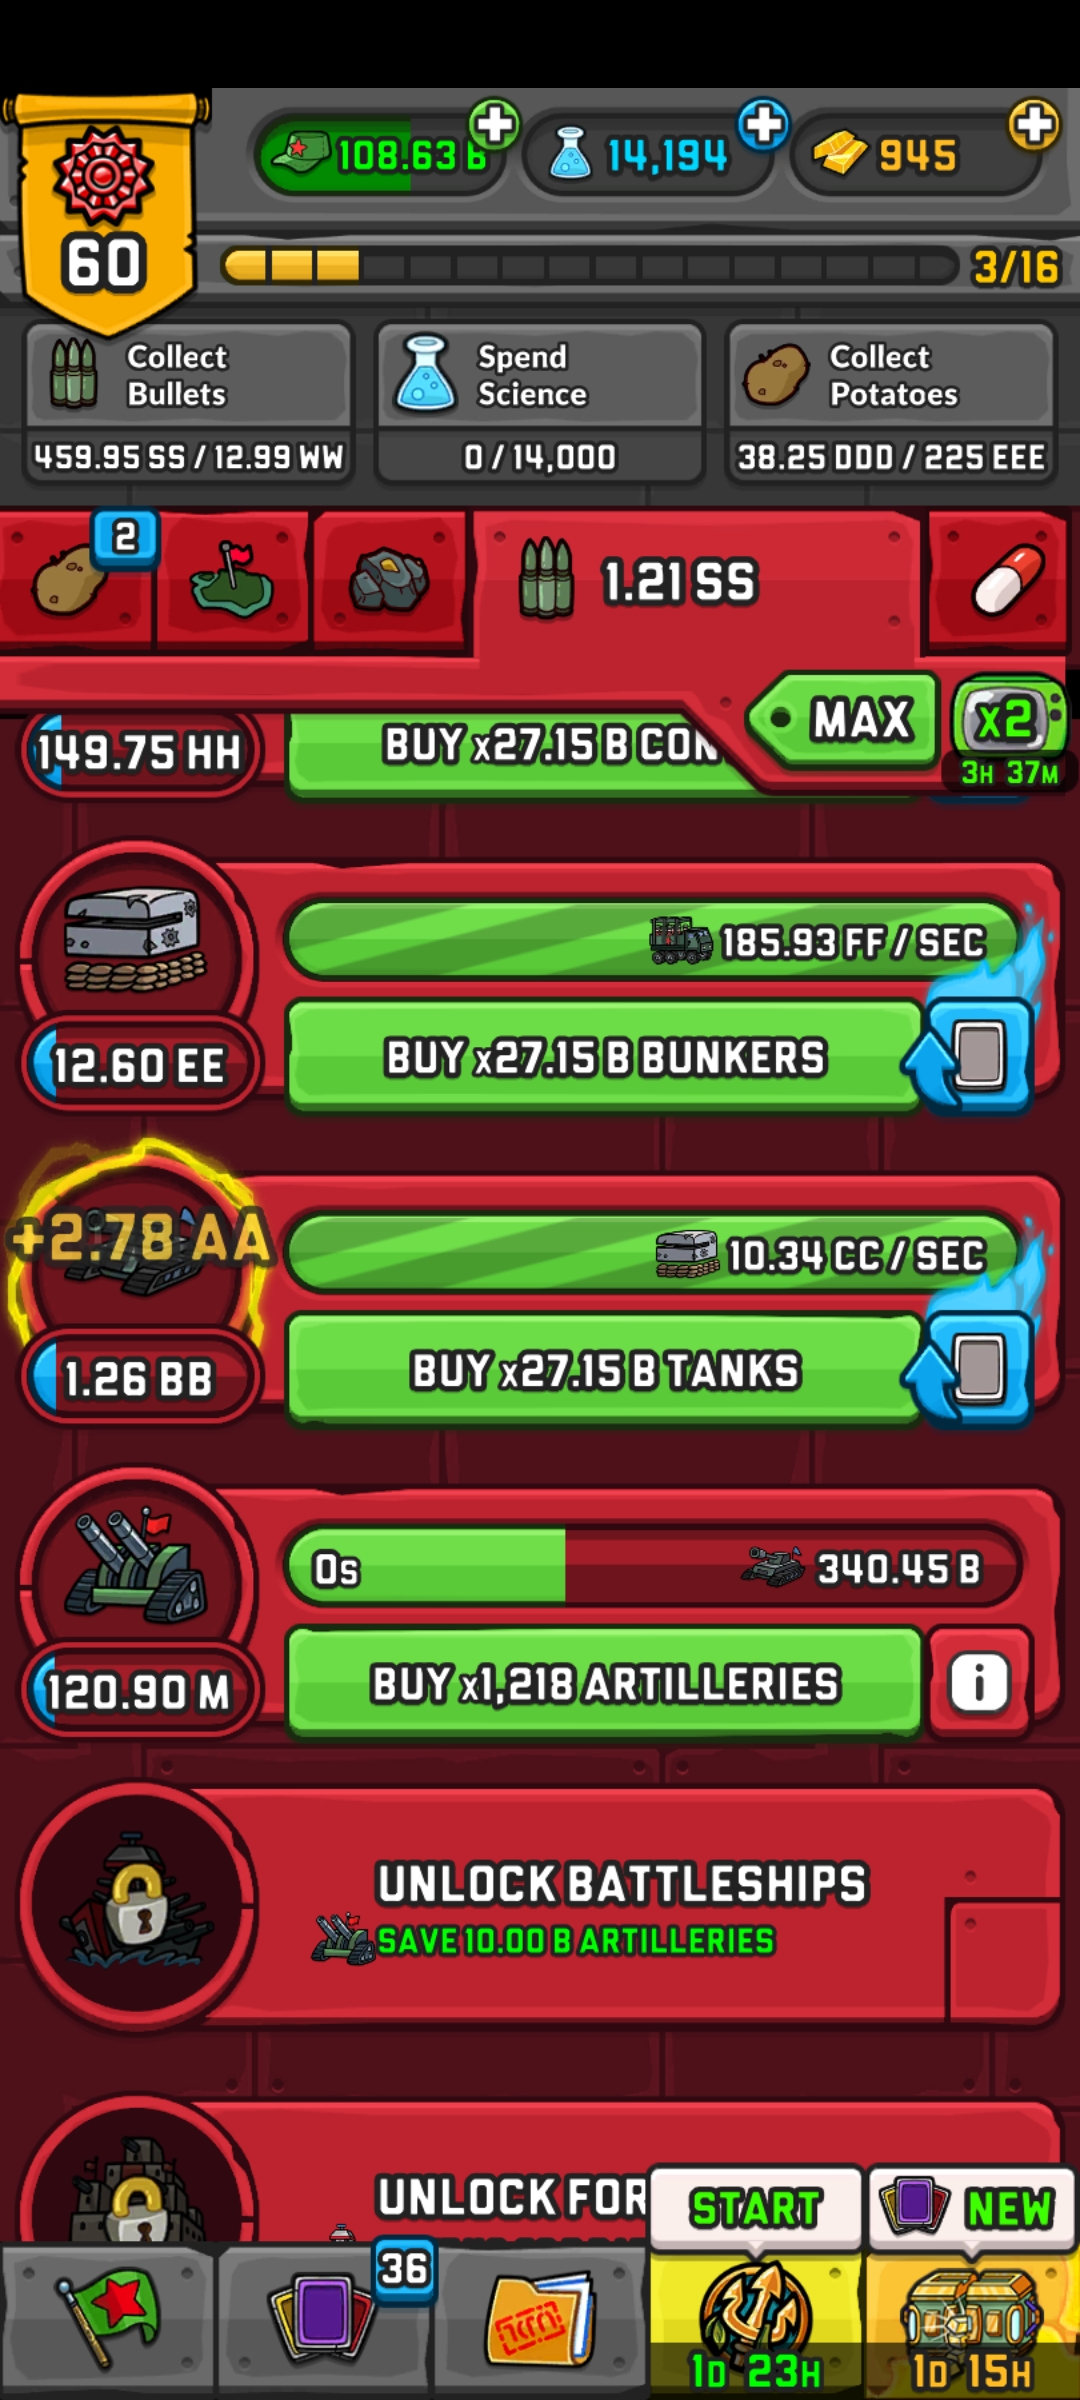 108.63 B
14,194
945
60
3/16
Collect
Bullets
459.95 SS / 12.99 WW
Spend
Science
0 / 14,000
Collect
Potatoes
38.25 DDD / 225 EEE
2
1.21 SS
MAX
x2
3H 37M
149.75 HH
BUY x27.15 B CON
185.93 FF / SEC
12.60 EE
BUY x27.15 B BUNKERS
+2.78 AA
10.34 CC / SEC
1.26 BB
BUY x27.15 B TANKS
0s
340.45 B
120.90 M
BUY x1,218 ARTILLERIES
i
UNLOCK BATTLESHIPS
SAVE 10.00 B ARTILLERIES
UNLOCK FOR
START
NEW
36
1D 23H
1D 15H